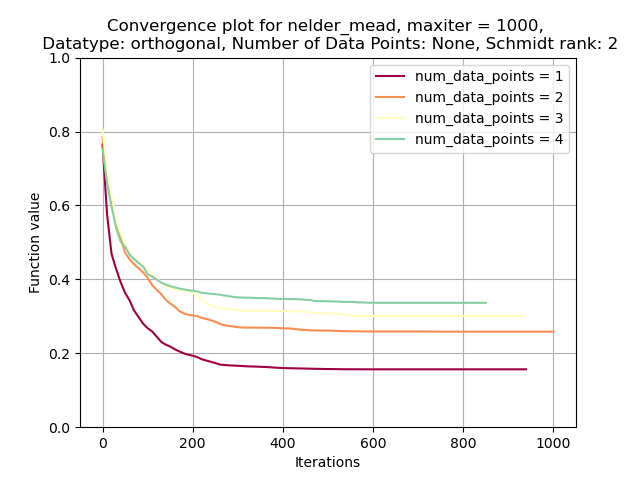 Convergence plot for nelder_mead, maxiter = 1000,
Datatype: orthogonal, Number of Data Points: None, Schmidt rank: 2
1.0
0.8
0.6
0.4
0.2
0.0
Function value
num_data_points = 1
num_data_points = 2
num_data_points = 3
num_data_points = 4
0 200 400 600 800 1000
Iterations